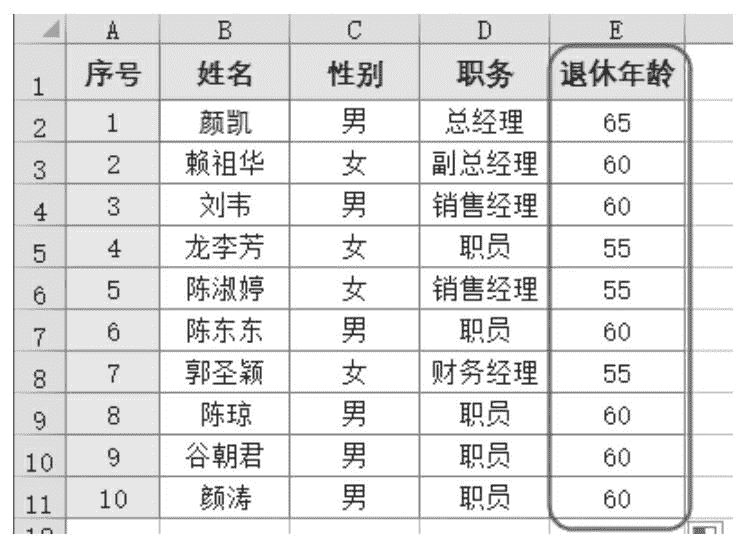 A B C D E
1 序号 姓名 性别 职务 退休年龄
2 1 颜凯 男 总经理 65
3 2 赖祖华 女 副总经理 60
4 3 刘韦 男 销售经理 60
5 4 龙李芳 女 职员 55
6 5 陈淑婷 女 销售经理 55
7 6 陈东东 男 职员 60
8 7 郭圣颖 女 财务经理 55
9 8 陈琼 男 职员 60
10 9 谷朝君 男 职员 60
11 10 颜涛 男 职员 60